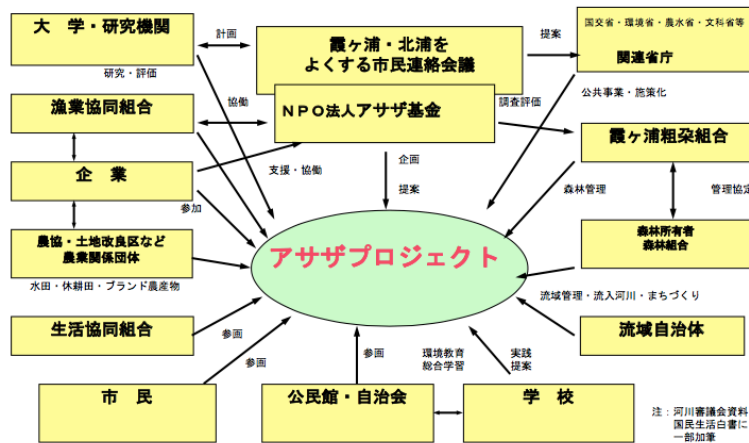 大 学・研究機関
計画
霞ヶ浦・北浦を
よくする市民連絡会議
提案
国交省・環境省・農水省・文科省等
関連省庁
研究・評価
漁業協同組合
協働
NPO法人アサザ基金
調査評価
公共事業・施策化
霞ヶ浦粗朶組合
企 業
支援・協働
企画
提案
森林管理
管理協定
参加
農協・土地改良区など
農業関係団体
アサザプロジェクト
森林所有者
森林組合
水田・休耕田・ブランド農産物
流域管理・流入河川・まちづくり
生活協同組合
参画
流域自治体
参画
参画
環境教育
総合学習
実践
提案
市 民
公民館・自治会
学 校
注：河川審議会資料
国民生活白書に
一部加筆